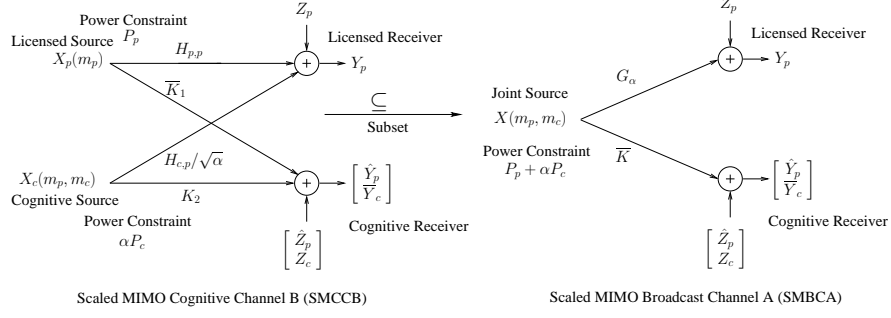 Power Constraint
P_p
Licensed Source
X_p(m_p)
H_{p,p}
Z_p
+
Licensed Receiver
Y_p
\overline{K}_1
H_{c,p}/\sqrt{α}
X_c(m_p, m_c)
Cognitive Source
K_2
+
[ \hat{Y}_p \overline{Y}_c ]
Power Constraint
αP_c
Cognitive Receiver
[ \hat{Z}_p Z_c ]
Scaled MIMO Cognitive Channel B (SMCCB)
⊆
Subset
Z_p
+
Licensed Receiver
Y_p
G_α
Joint Source
X(m_p, m_c)
Power Constraint
P_p + αP_c
\overline{K}
+
[ \hat{Y}_p \overline{Y}_c ]
Cognitive Receiver
[ \hat{Z}_p Z_c ]
Scaled MIMO Broadcast Channel A (SMBCA)